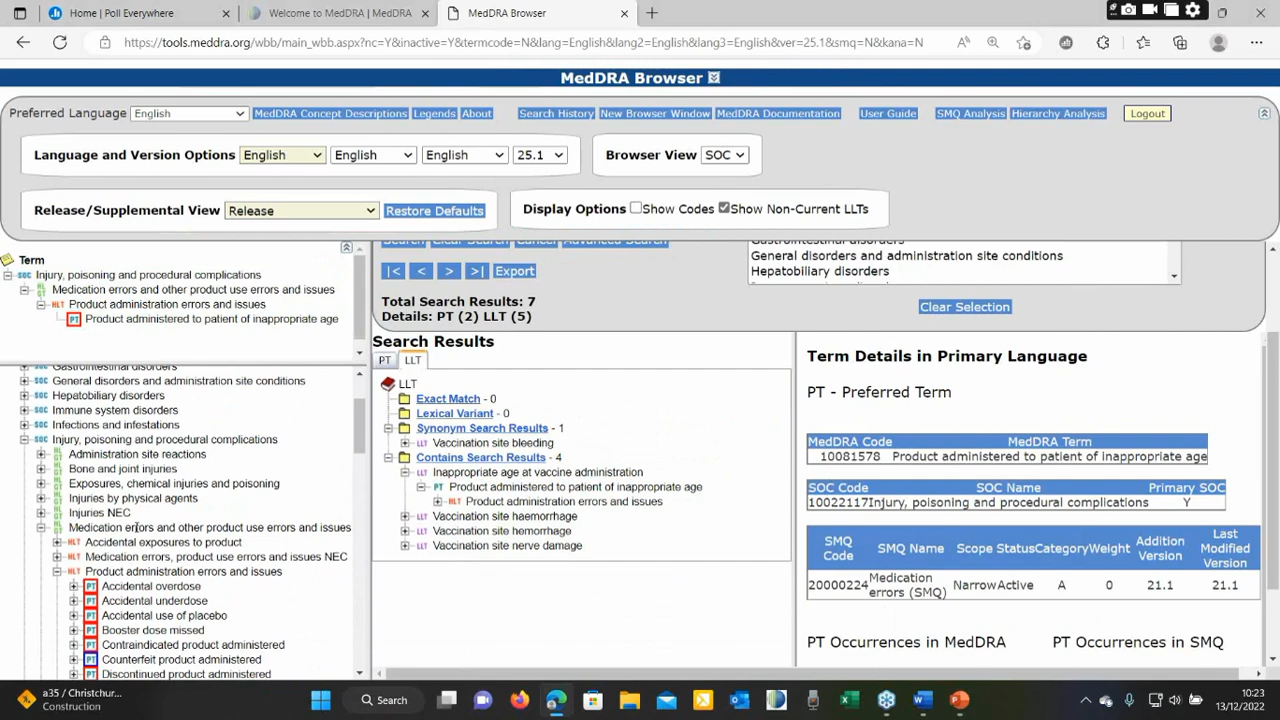 Home | Poll Everywhere
Welcome to MedDRA | MedDRA
MedDRA Browser
https://tools.meddra.org/wbb/main_wbb.aspx?nc=Y&inactive=Y&termcode=N&lang=English&lang2=English&lang3=English&ver=25.1&smq=N&kana=N
MedDRA Browser
Preferred Language English MedDRA Concept Descriptions Legends About Search History New Browser Window MedDRA Documentation User Guide SMQ Analysis Hierarchy Analysis Logout
Language and Version Options English English English 25.1 Browser View SOC
Release/Supplemental View Release Restore Defaults Display Options Show Codes Show Non-Current LLTs
Term
SOC Injury, poisoning and procedural complications
HLGT Medication errors and other product use errors and issues
HLT Product administration errors and issues
PT Product administered to patient of inappropriate age
Gastrointestinal disorders
SOC General disorders and administration site conditions
SOC Hepatobiliary disorders
SOC Immune system disorders
SOC Infections and infestations
SOC Injury, poisoning and procedural complications
HLGT Administration site reactions
HLGT Bone and joint injuries
HLGT Exposures, chemical injuries and poisoning
HLGT Injuries by physical agents
HLGT Injuries NEC
HLGT Medication errors and other product use errors and issues
HLT Accidental exposures to product
HLT Medication errors, product use errors and issues NEC
HLT Product administration errors and issues
PT Accidental overdose
PT Accidental underdose
PT Accidental use of placebo
PT Booster dose missed
PT Contraindicated product administered
PT Counterfeit product administered
PT Discontinued product administered
Search Clear Search Cancel Advanced Search
|< < > >| Export
Gastrointestinal disorders
General disorders and administration site conditions
Hepatobiliary disorders
Total Search Results: 7
Details: PT (2) LLT (5)
Clear Selection
Search Results
PT LLT
LLT
Exact Match - 0
Lexical Variant - 0
Synonym Search Results - 1
LLT Vaccination site bleeding
Contains Search Results - 4
LLT Inappropriate age at vaccine administration
PT Product administered to patient of inappropriate age
HLT Product administration errors and issues
LLT Vaccination site haemorrhage
LLT Vaccination site hemorrhage
LLT Vaccination site nerve damage
Term Details in Primary Language
PT - Preferred Term
MedDRA Code MedDRA Term
10081578 Product administered to patient of inappropriate age
SOC Code SOC Name Primary SOC
10022117 Injury, poisoning and procedural complications Y
SMQ Code SMQ Name Scope Status Category Weight Addition Version Last Modified Version
20000224 Medication errors (SMQ) Narrow Active A 0 21.1 21.1
PT Occurrences in MedDRA PT Occurrences in SMQ
a35 / Christchur...
Construction
Search
10:23
13/12/2022